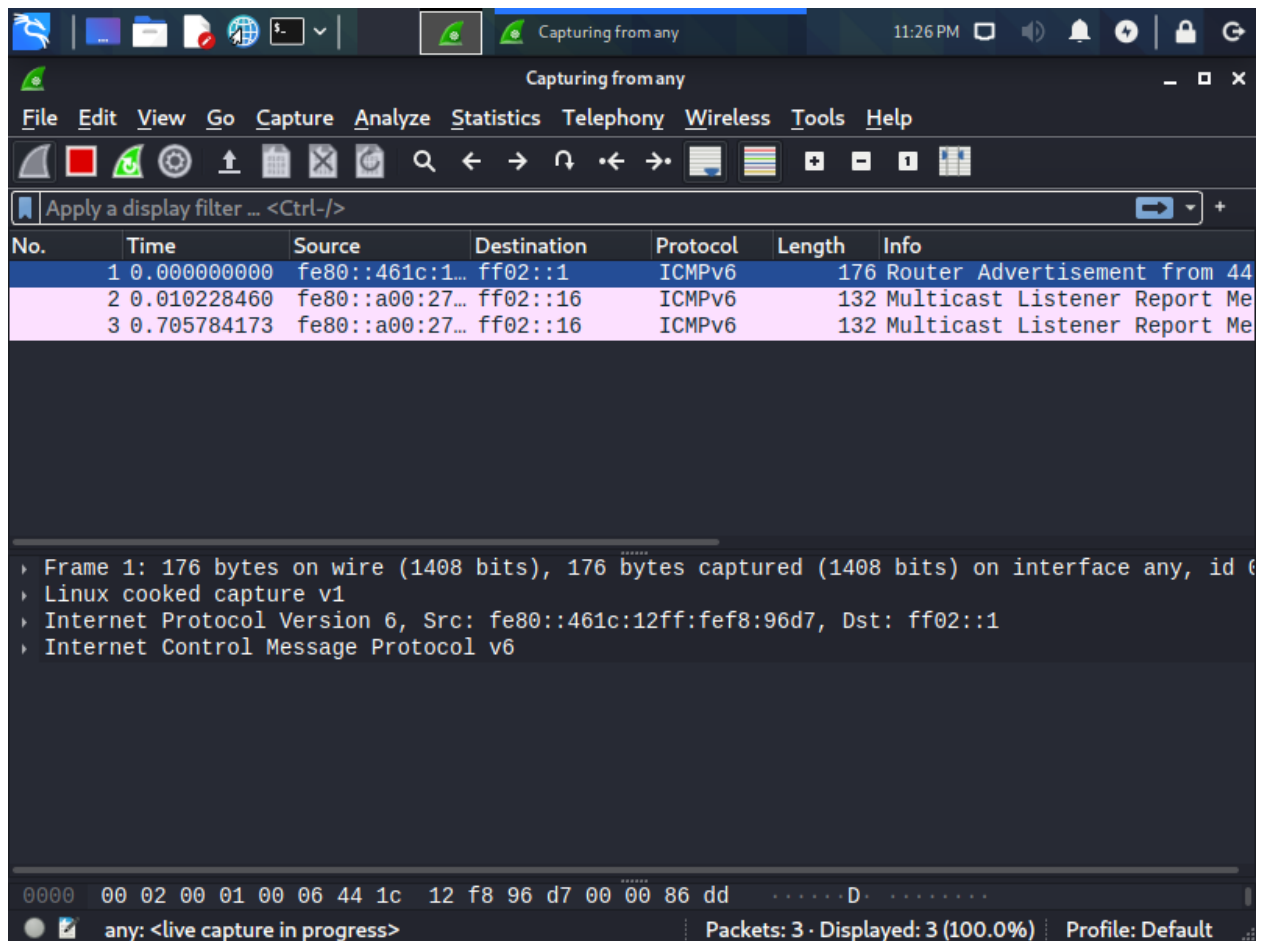 Capturing from any 11:26 PM
Capturing from any
File Edit View Go Capture Analyze Statistics Telephony Wireless Tools Help
Apply a display filter ... <Ctrl-/>
No. Time Source Destination Protocol Length Info
1 0.000000000 fe80::461c:1… ff02::1 ICMPv6 176 Router Advertisement from 44
2 0.010228460 fe80::a00:27… ff02::16 ICMPv6 132 Multicast Listener Report Me
3 0.705784173 fe80::a00:27… ff02::16 ICMPv6 132 Multicast Listener Report Me
Frame 1: 176 bytes on wire (1408 bits), 176 bytes captured (1408 bits) on interface any, id
Linux cooked capture v1
Internet Protocol Version 6, Src: fe80::461c:12ff:fef8:96d7, Dst: ff02::1
Internet Control Message Protocol v6
0000 00 02 00 01 00 06 44 1c 12 f8 96 d7 00 00 86 dd ······D· ········
any: <live capture in progress> Packets: 3 · Displayed: 3 (100.0%) Profile: Default